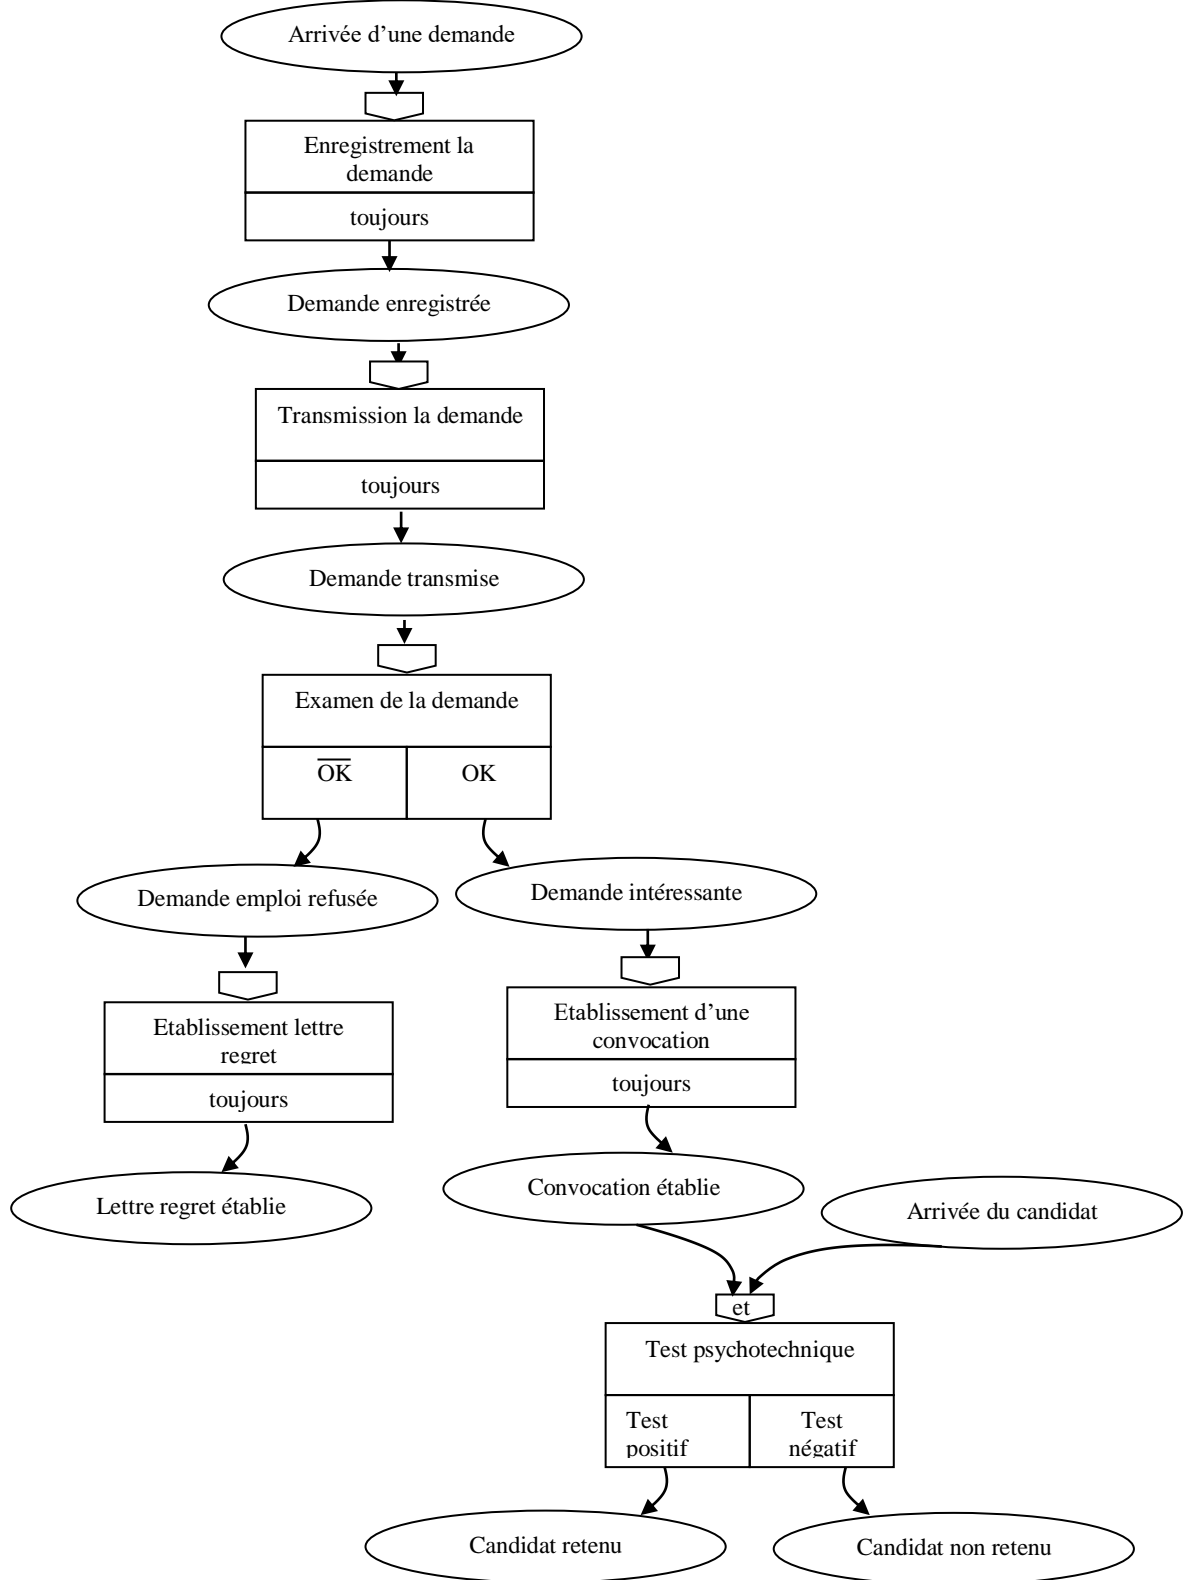 Arrivée d'une demande
Enregistrement la
demande
toujours
Demande enregistrée
Transmission la demande
toujours
Demande transmise
Examen de la demande
O̅K̅
OK
Demande emploi refusée
Demande intéressante
Etablissement lettre
regret
toujours
Etablissement d'une
convocation
toujours
Lettre regret établie
Convocation établie
Arrivée du candidat
et
Test psychotechnique
Test
positif
Test
négatif
Candidat retenu
Candidat non retenu